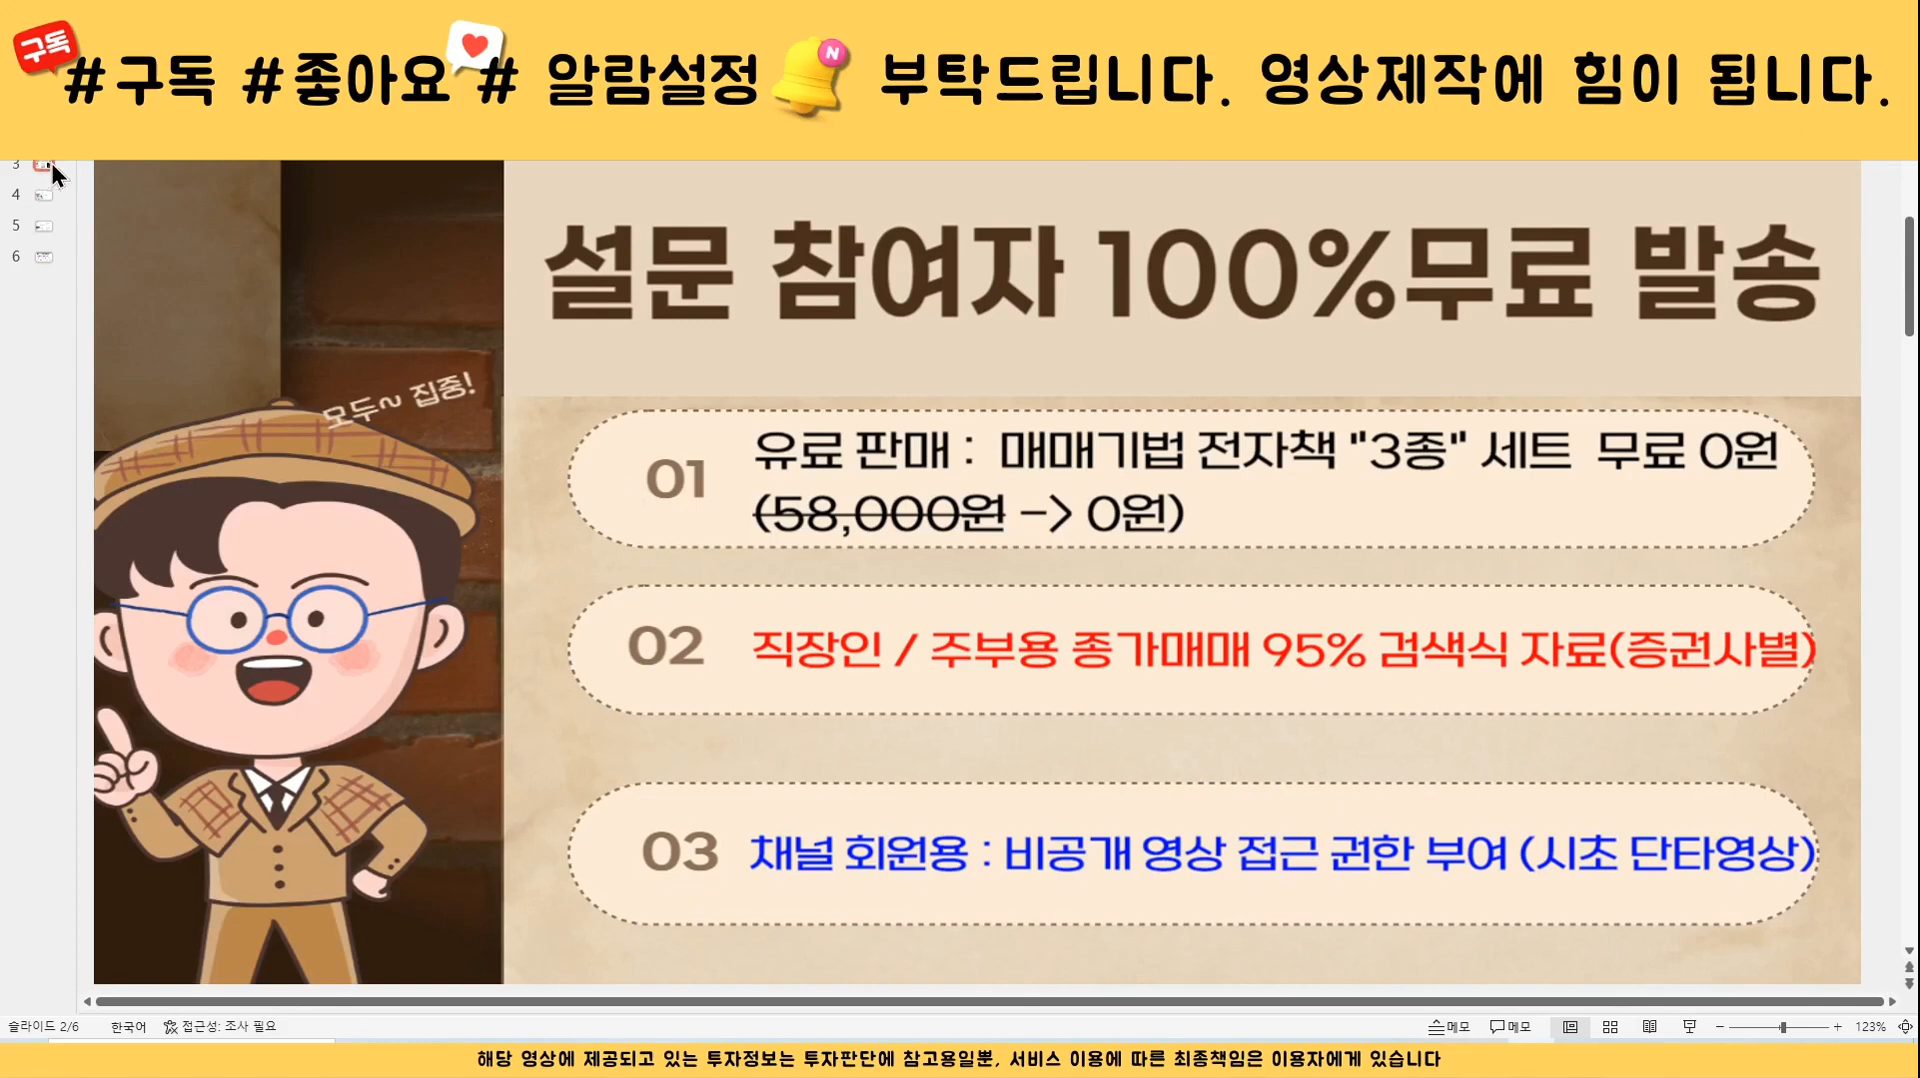 구독
#구독 #좋아요 # 알람설정 N 부탁드립니다. 영상제작에 힘이 됩니다.
3
4
5
6
설문 참여자 100%무료 발송
모두~ 집중!
01
유료 판매 : 매매기법 전자책 "3종" 세트 무료 0원
(58,000원 -> 0원)
02
직장인 / 주부용 종가매매 95% 검색식 자료(증권사별)
03
채널 회원용 : 비공개 영상 접근 권한 부여 (시초 단타영상)
슬라이드 2/6 한국어 접근성: 조사 필요 메모 메모 123%
해당 영상에 제공되고 있는 투자정보는 투자판단에 참고용일뿐, 서비스 이용에 따른 최종책임은 이용자에게 있습니다